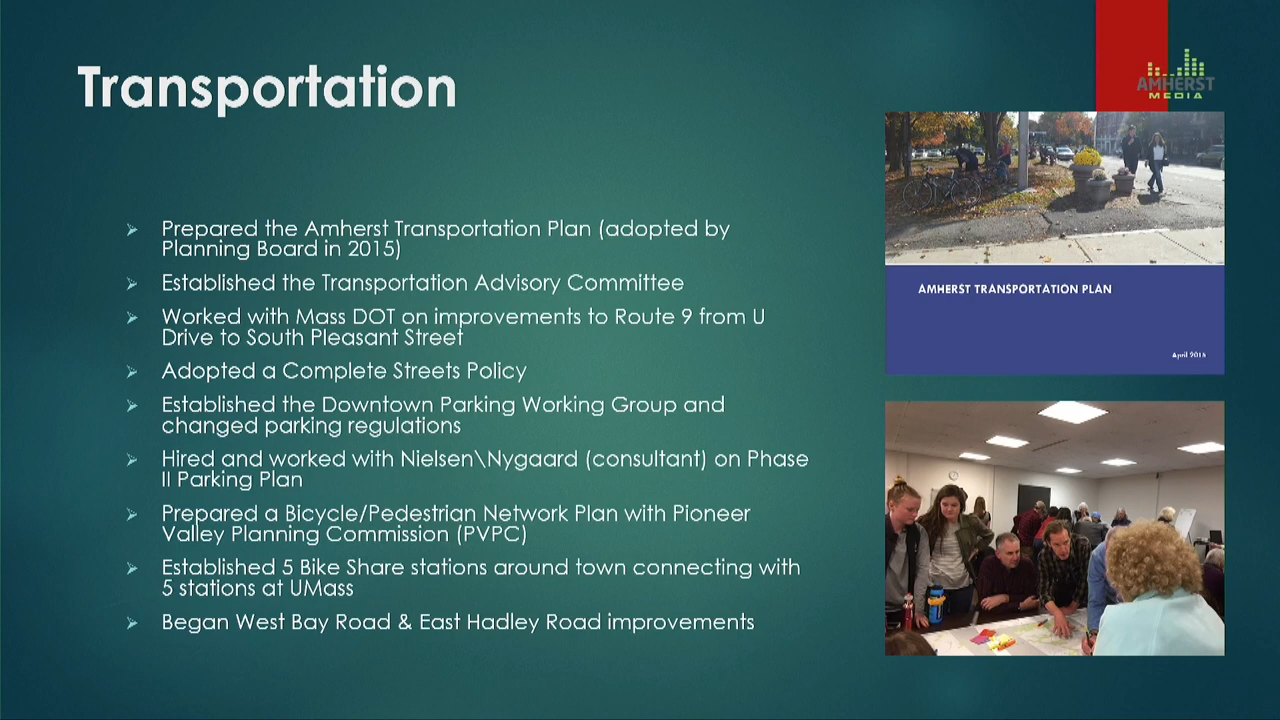 Transportation
AMHERST
MEDIA
Prepared the Amherst Transportation Plan (adopted by
Planning Board in 2015)
Established the Transportation Advisory Committee
Worked with Mass DOT on improvements to Route 9 from U
Drive to South Pleasant Street
Adopted a Complete Streets Policy
Established the Downtown Parking Working Group and
changed parking regulations
Hired and worked with Nielsen\Nygaard (consultant) on Phase
II Parking Plan
Prepared a Bicycle/Pedestrian Network Plan with Pioneer
Valley Planning Commission (PVPC)
Established 5 Bike Share stations around town connecting with
5 stations at UMass
Began West Bay Road & East Hadley Road improvements
AMHERST TRANSPORTATION PLAN
April